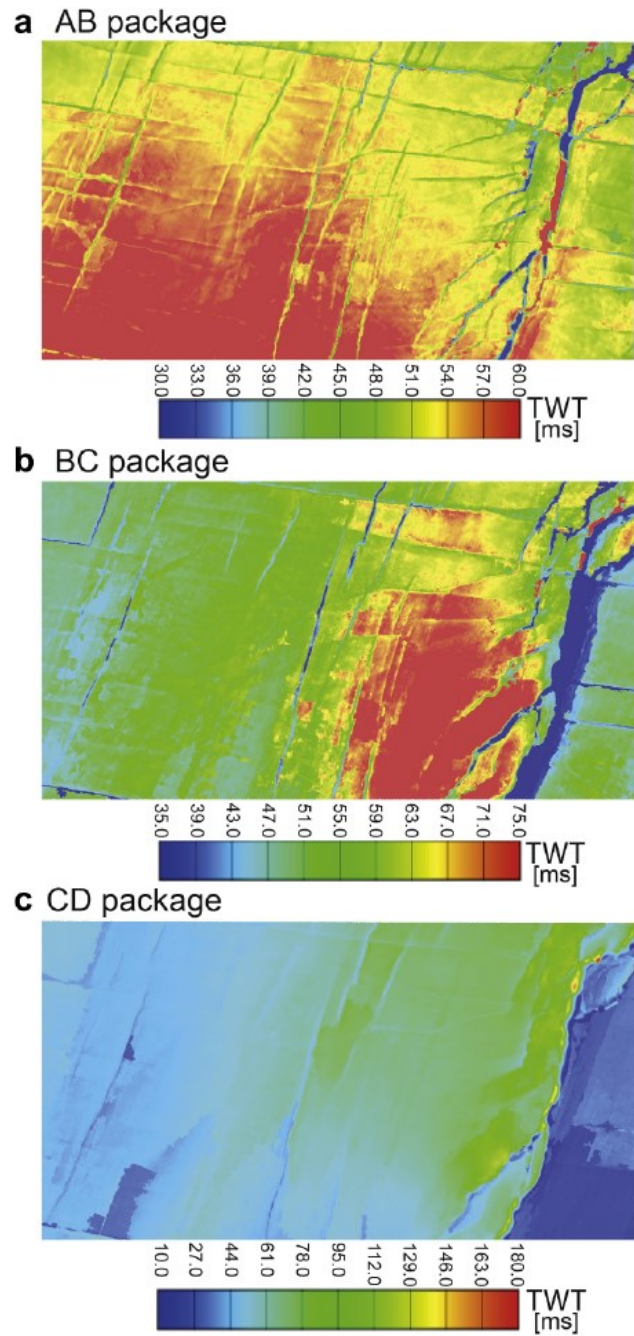 a AB package
30.0 33.0 36.0 39.0 42.0 45.0 48.0 51.0 54.0 57.0 60.0 TWT
[ms]
b BC package
35.0 39.0 43.0 47.0 51.0 55.0 59.0 63.0 67.0 71.0 75.0 TWT
[ms]
c CD package
10.0 27.0 44.0 61.0 78.0 95.0 112.0 129.0 146.0 163.0 180.0 TWT
[ms]